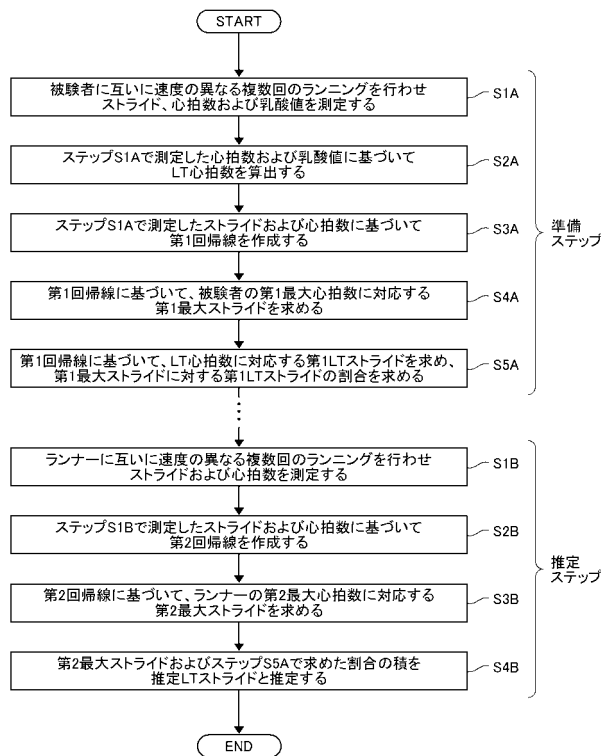 START
被験者に互いに速度の異なる複数回のランニングを行わせ
ストライド、心拍数および乳酸値を測定する
S1A
ステップS1Aで測定した心拍数および乳酸値に基づいて
LT心拍数を算出する
S2A
ステップS1Aで測定したストライドおよび心拍数に基づいて
第1回帰線を作成する
S3A
準備
ステップ
第1回帰線に基づいて、被験者の第1最大心拍数に対応する
第1最大ストライドを求める
S4A
第1回帰線に基づいて、LT心拍数に対応する第1LTストライドを求め、
第1最大ストライドに対する第1LTストライドの割合を求める
S5A
ランナーに互いに速度の異なる複数回のランニングを行わせ
ストライドおよび心拍数を測定する
S1B
ステップS1Bで測定したストライドおよび心拍数に基づいて
第2回帰線を作成する
S2B
推定
ステップ
第2回帰線に基づいて、ランナーの第2最大心拍数に対応する
第2最大ストライドを求める
S3B
第2最大ストライドおよびステップS5Aで求めた割合の積を
推定LTストライドと推定する
S4B
END